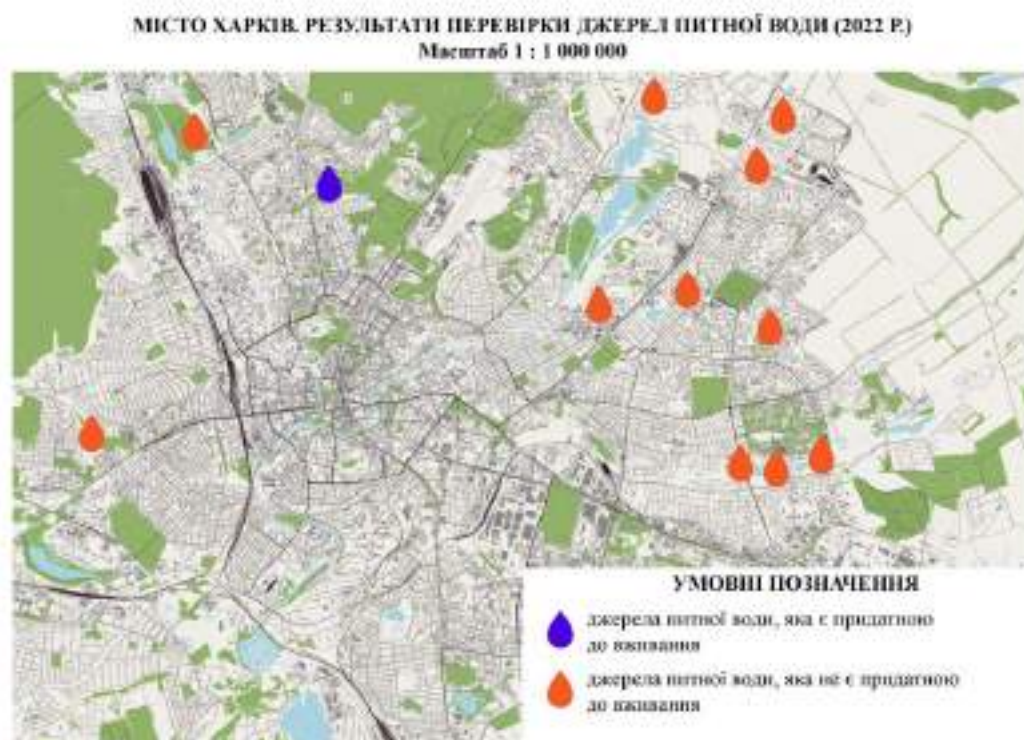 МІСТО ХАРКІВ. РЕЗУЛЬТАТИ ПЕРЕВІРКИ ДЖЕРЕЛ ПИТНОЇ ВОДИ (2022 Р.)
Масштаб 1 : 1 000 000
УМОВНІ ПОЗНАЧЕННЯ
джерела питної води, яка є придатною
до вживання
джерела питної води, яка не є придатною
до вживання